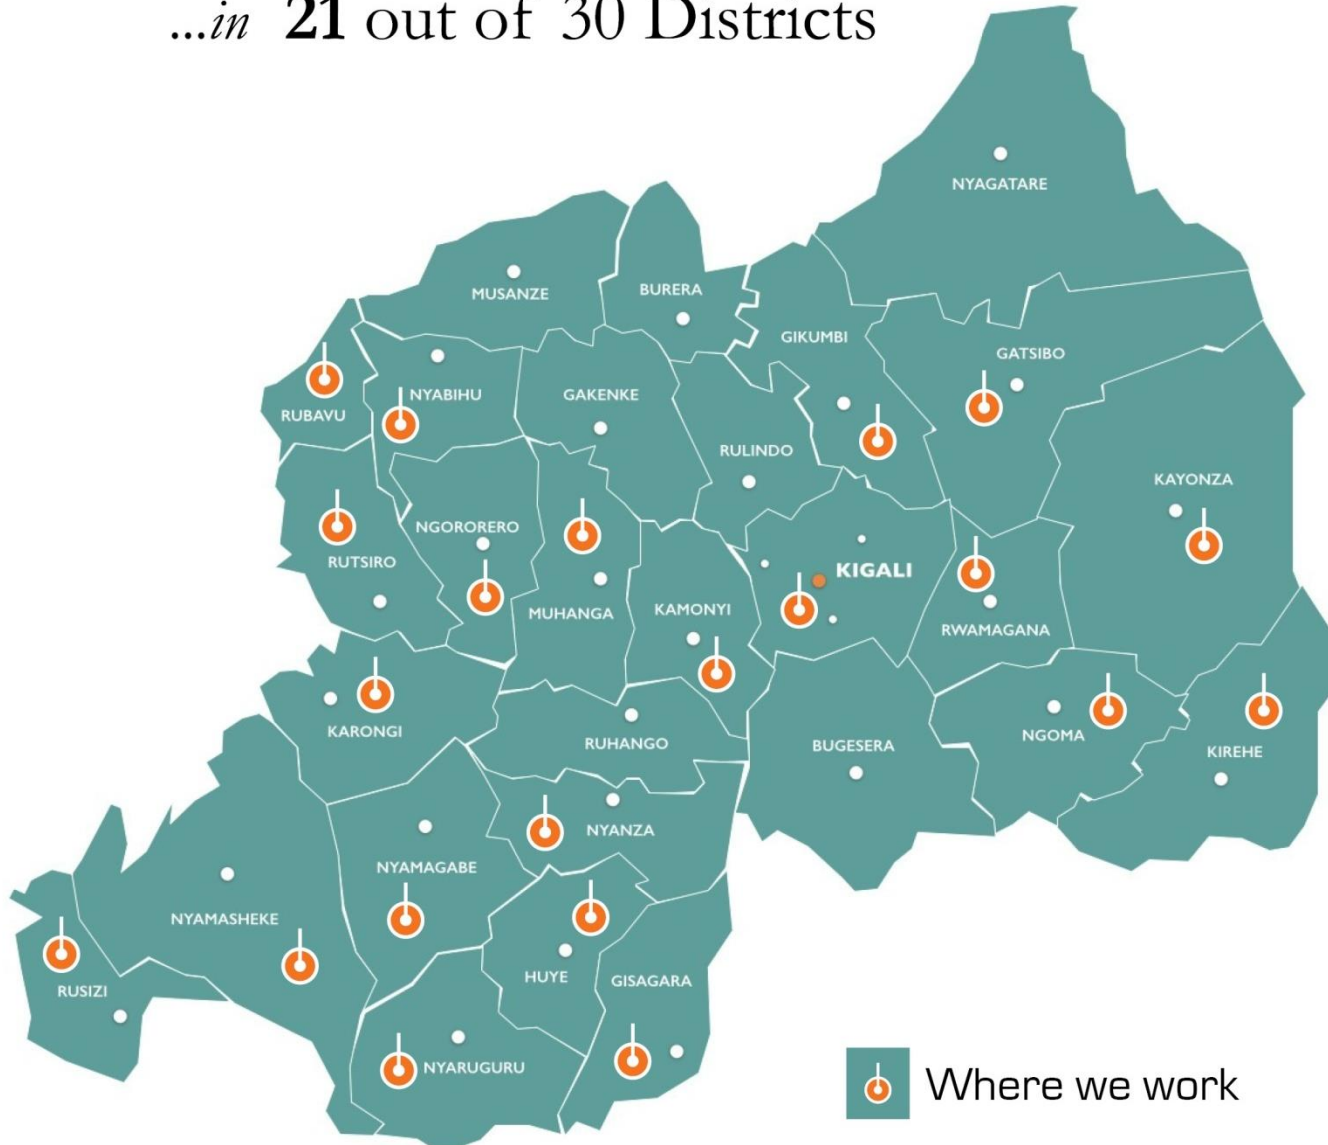 ...in 21 out of 30 Districts
NYAGATARE
MUSANZE
BURERA
GIKUMBI
GATSIBO
RUBAVU
NYABIHU
GAKENKE
RULINDO
KAYONZA
RUTSIRO
NGORORERO
MUHANGA
KAMONYI
KIGALI
RWAMAGANA
KARONGI
RUHANGO
BUGESERA
NGOMA
KIREHE
NYAMAGABE
NYANZA
NYAMASHEKE
HUYE
GISAGARA
RUSIZI
NYARUGURU
Where we work